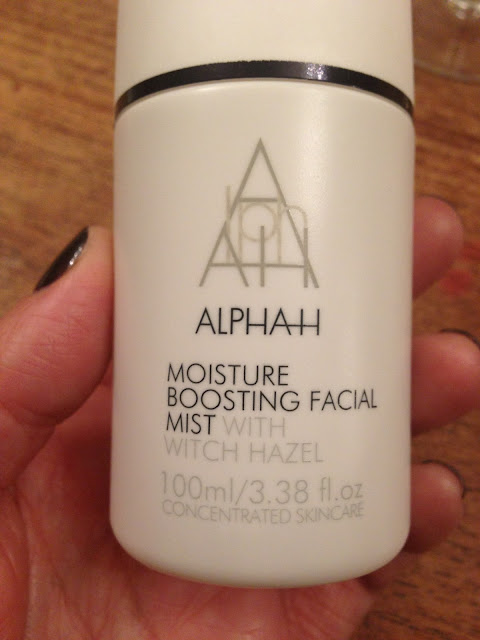 ALPHA-H
MOISTURE
BOOSTING FACIAL
MIST WITH
WITCH HAZEL
100ml/3.38 fl.oz
CONCENTRATED SKINCARE